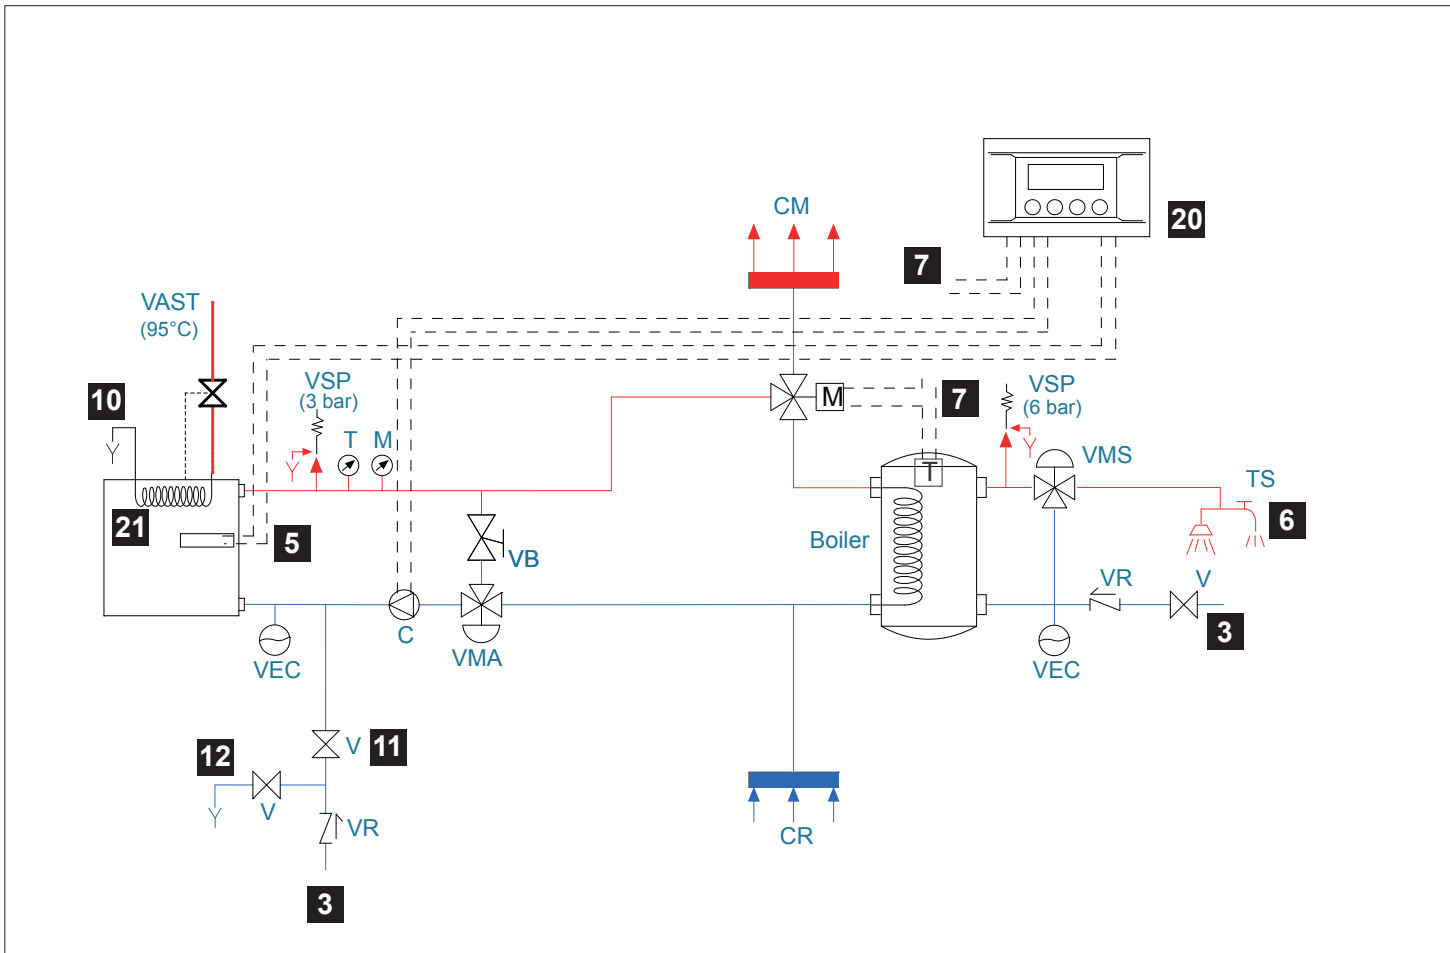 CM
20
7
VAST
(95°C)
10
VSP
(3 bar)
T
M
M
7
VSP
(6 bar)
VMS
T
TS
6
21
5
Boiler
VB
VR
V
3
C
VMA
VEC
VEC
V
11
12
V
VR
CR
3